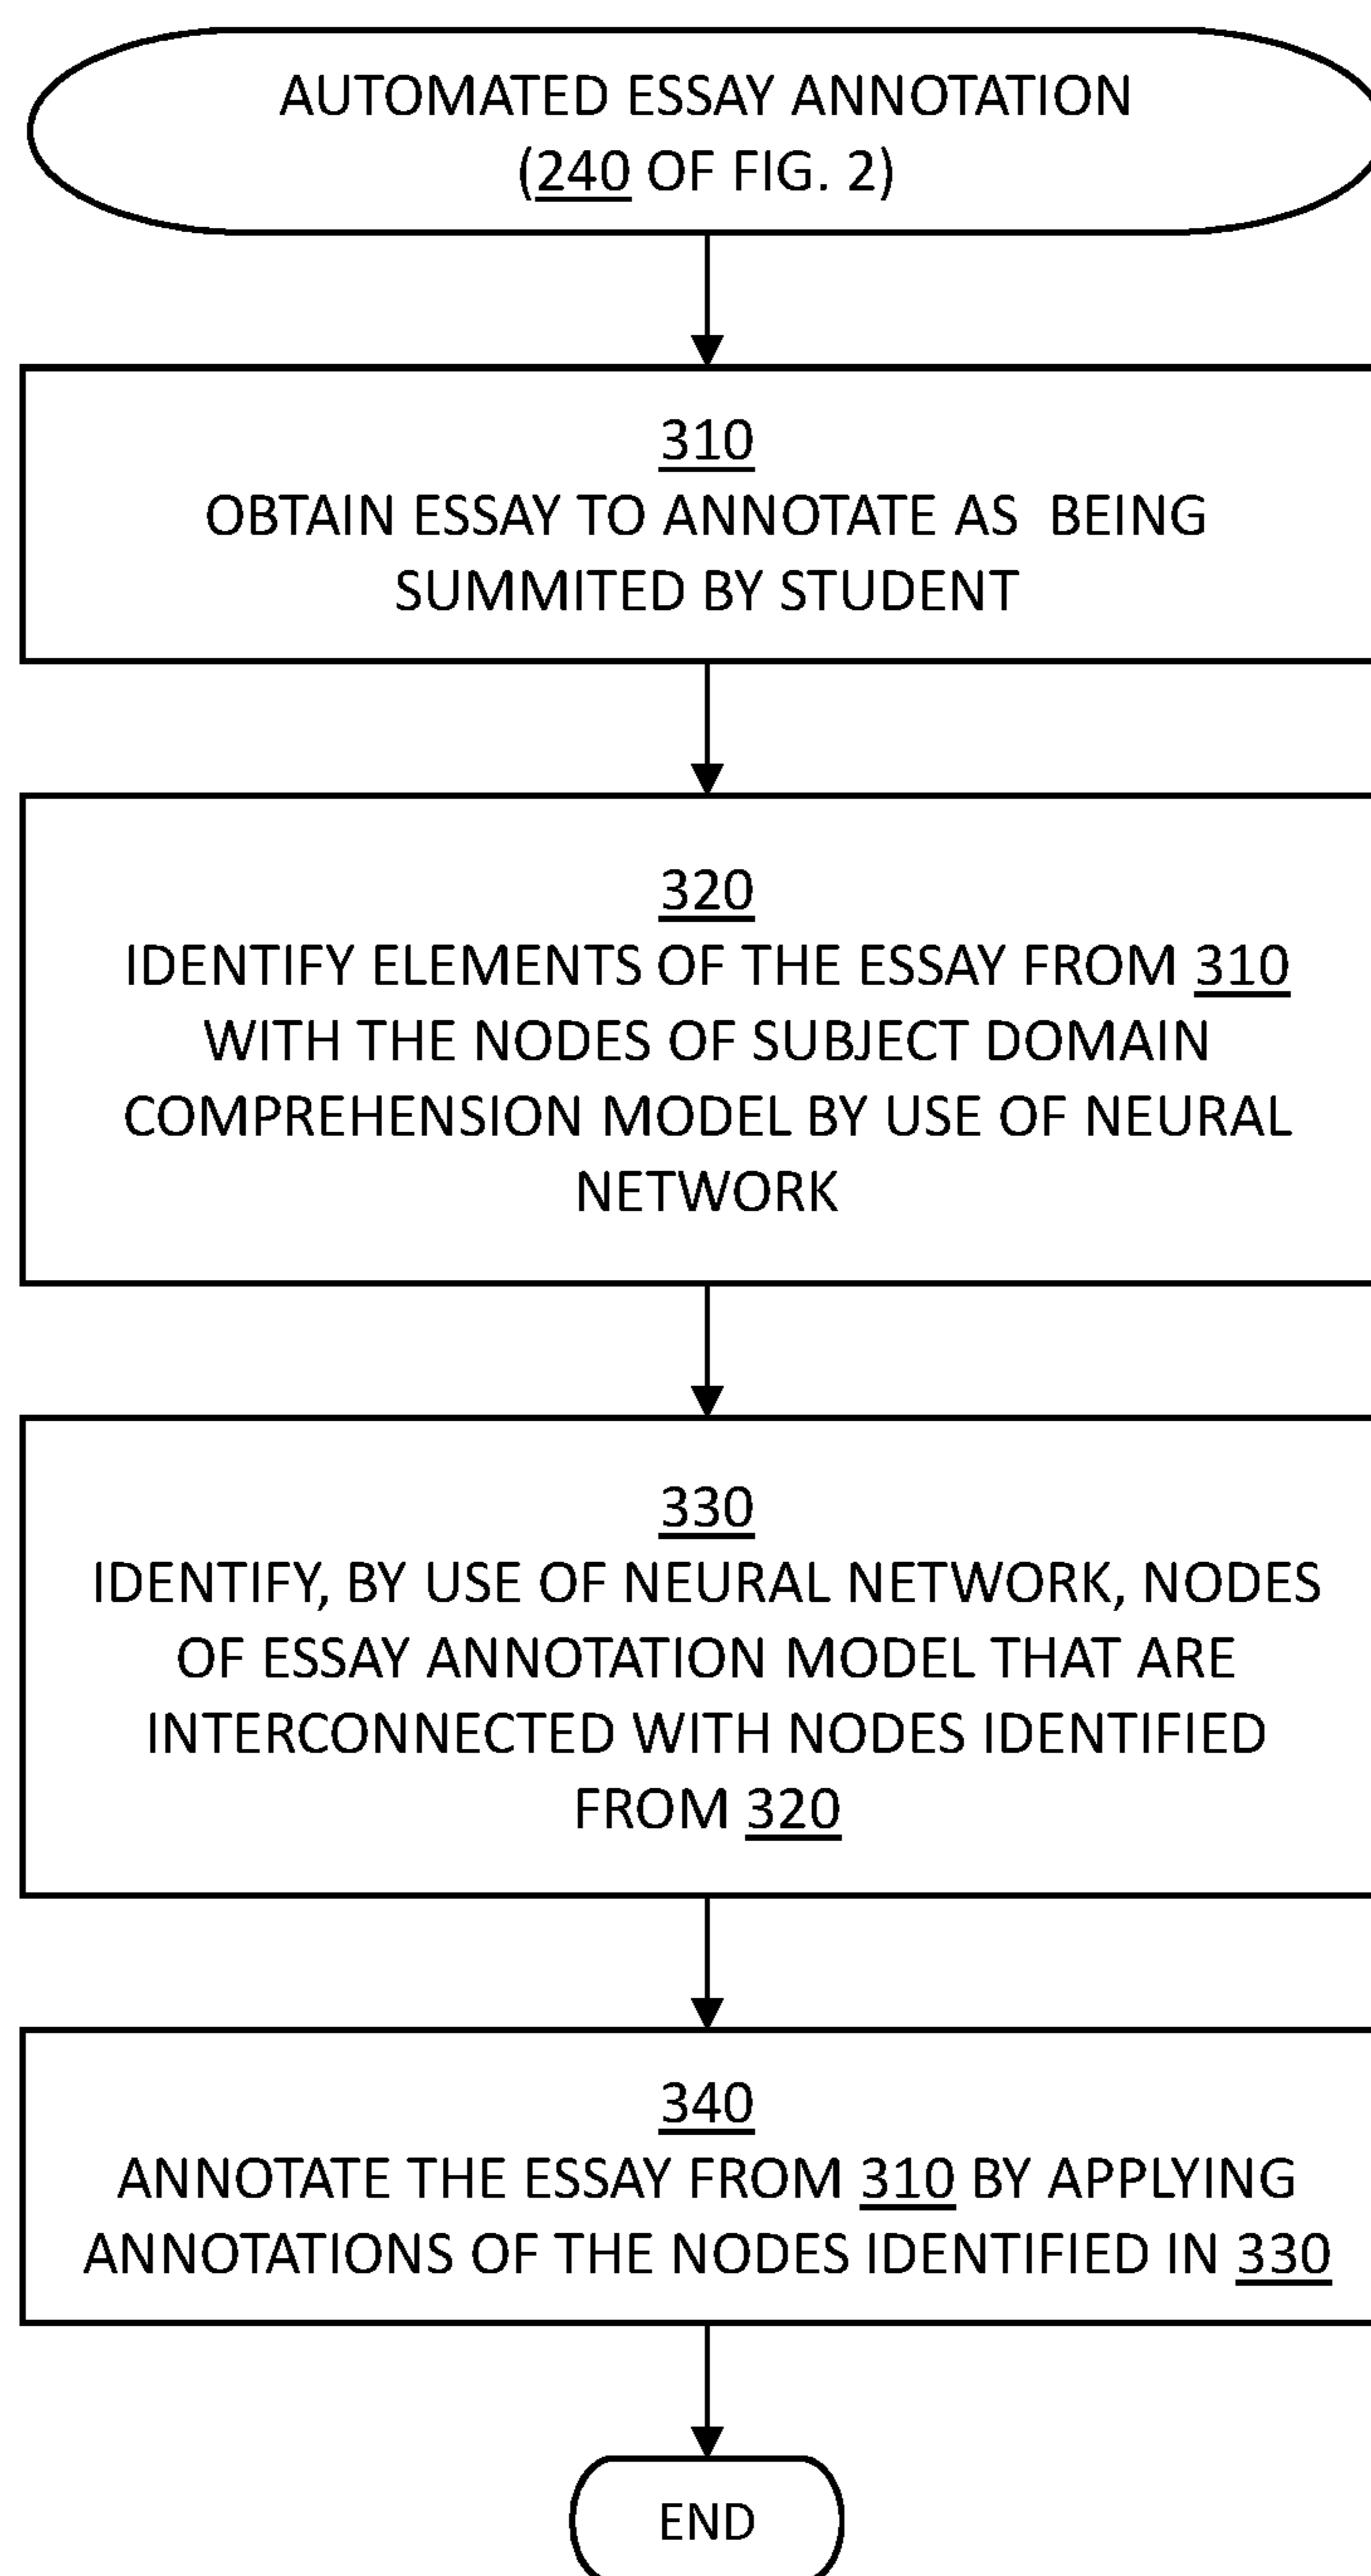 AUTOMATED ESSAY ANNOTATION
(240 OF FIG. 2)
310
OBTAIN ESSAY TO ANNOTATE AS  BEING
SUMMITED BY STUDENT
320
IDENTIFY ELEMENTS OF THE ESSAY FROM 310
WITH THE NODES OF SUBJECT DOMAIN
COMPREHENSION MODEL BY USE OF NEURAL
NETWORK
330
IDENTIFY, BY USE OF NEURAL NETWORK, NODES
OF ESSAY ANNOTATION MODEL THAT ARE
INTERCONNECTED WITH NODES IDENTIFIED
FROM 320
340
ANNOTATE THE ESSAY FROM 310 BY APPLYING
ANNOTATIONS OF THE NODES IDENTIFIED IN 330
END